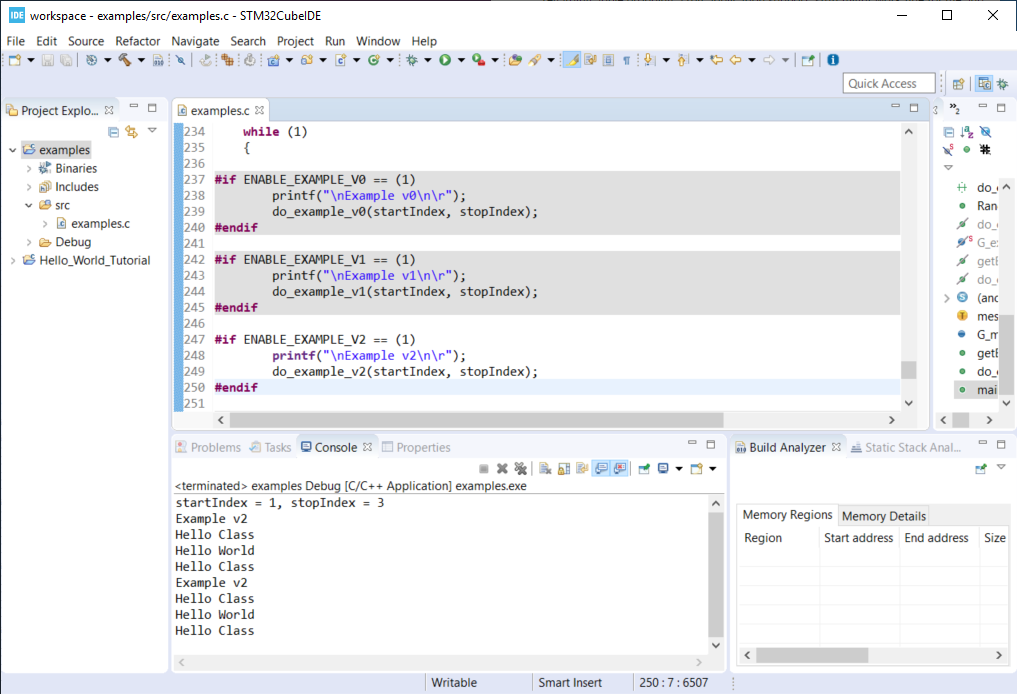 IDE workspace - examples/src/examples.c - STM32CubeIDE
File Edit Source Refactor Navigate Search Project Run Window Help
Quick Access
Project Explo...
examples
Binaries
Includes
src
examples.c
Debug
Hello_World_Tutorial
examples.c
234 while (1)
235 {
236
237 #if ENABLE_EXAMPLE_V0 == (1)
238 printf("\nExample v0\n\r");
239 do_example_v0(startIndex, stopIndex);
240 #endif
241
242 #if ENABLE_EXAMPLE_V1 == (1)
243 printf("\nExample v1\n\r");
244 do_example_v1(startIndex, stopIndex);
245 #endif
246
247 #if ENABLE_EXAMPLE_V2 == (1)
248 printf("\nExample v2\n\r");
249 do_example_v2(startIndex, stopIndex);
250 #endif
251
2
do_e
Ran
do_
G_e
getE
do_
(anc
mes
G_m
getE
do_
mai
Problems Tasks Console Properties
<terminated> examples Debug [C/C++ Application] examples.exe
startIndex = 1, stopIndex = 3
Example v2
Hello Class
Hello World
Hello Class
Example v2
Hello Class
Hello World
Hello Class
Build Analyzer Static Stack Anal...
Memory Regions Memory Details
Region Start address End address Size
Writable Smart Insert 250 : 7 : 6507